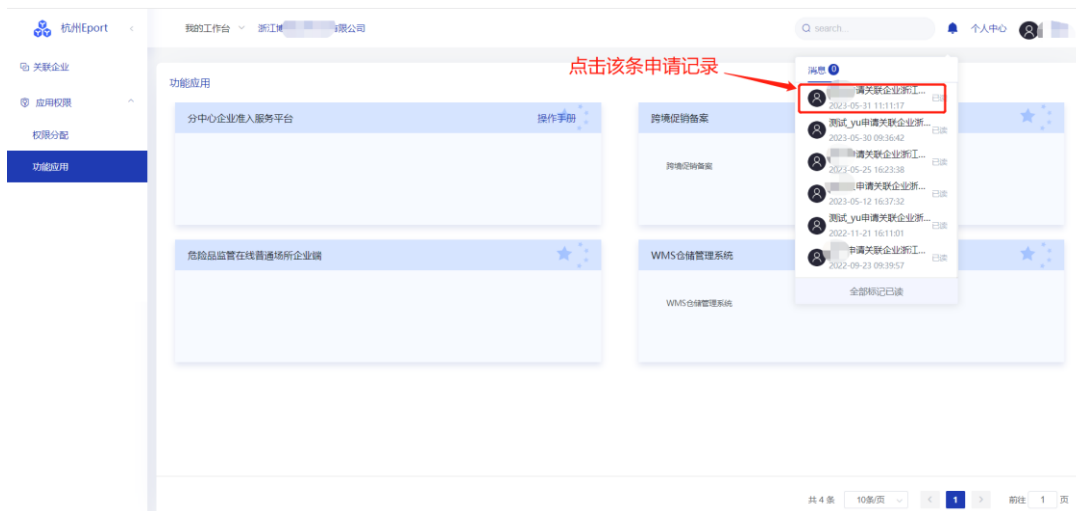 杭州Eport
我的工作台
浙江博
有限公司
search...
个人中心
关联企业
应用权限
权限分配
功能应用
功能应用
点击该条申请记录
分中心企业准入服务平台
操作手册
跨境促销备案
跨境促销备案
危险品监管在线普通场所企业端
WMS仓储管理系统
WMS仓储管理系统
消息 0
请关联企业浙江...
已读
2023-05-31 11:11:17
测试_yu申请关联企业浙...
已读
2023-05-30 09:36:42
请关联企业浙江...
已读
2023-05-25 16:23:38
申请关联企业浙...
已读
2023-05-12 16:37:32
测试_yu申请关联企业浙...
已读
2022-11-21 16:11:01
申请关联企业浙江...
已读
2022-09-23 09:39:57
全部标记已读
共 4 条
10条/页
1
前往 1 页